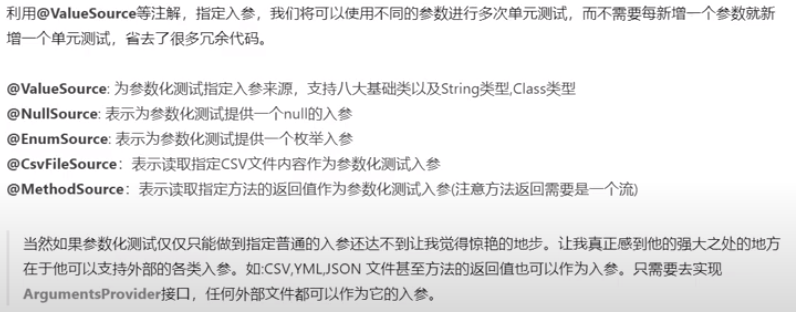 利用@ValueSource等注解，指定入参，我们将可以使用不同的参数进行多次单元测试，而不需要每新增一个参数就新
增一个单元测试，省去了很多冗余代码。
@ValueSource: 为参数化测试指定入参来源，支持八大基础类以及String类型,Class类型
@NullSource: 表示为参数化测试提供一个null的入参
@EnumSource: 表示为参数化测试提供一个枚举入参
@CsvFileSource：表示读取指定CSV文件内容作为参数化测试入参
@MethodSource：表示读取指定方法的返回值作为参数化测试入参(注意方法返回需要是一个流)
当然如果参数化测试仅仅只能做到指定普通的入参还达不到让我觉得惊艳的地步。让我真正感到他的强大之处的地方
在于他可以支持外部的各类入参。如:CSV,YML,JSON 文件甚至方法的返回值也可以作为入参。只需要去实现
ArgumentsProvider接口，任何外部文件都可以作为它的入参。